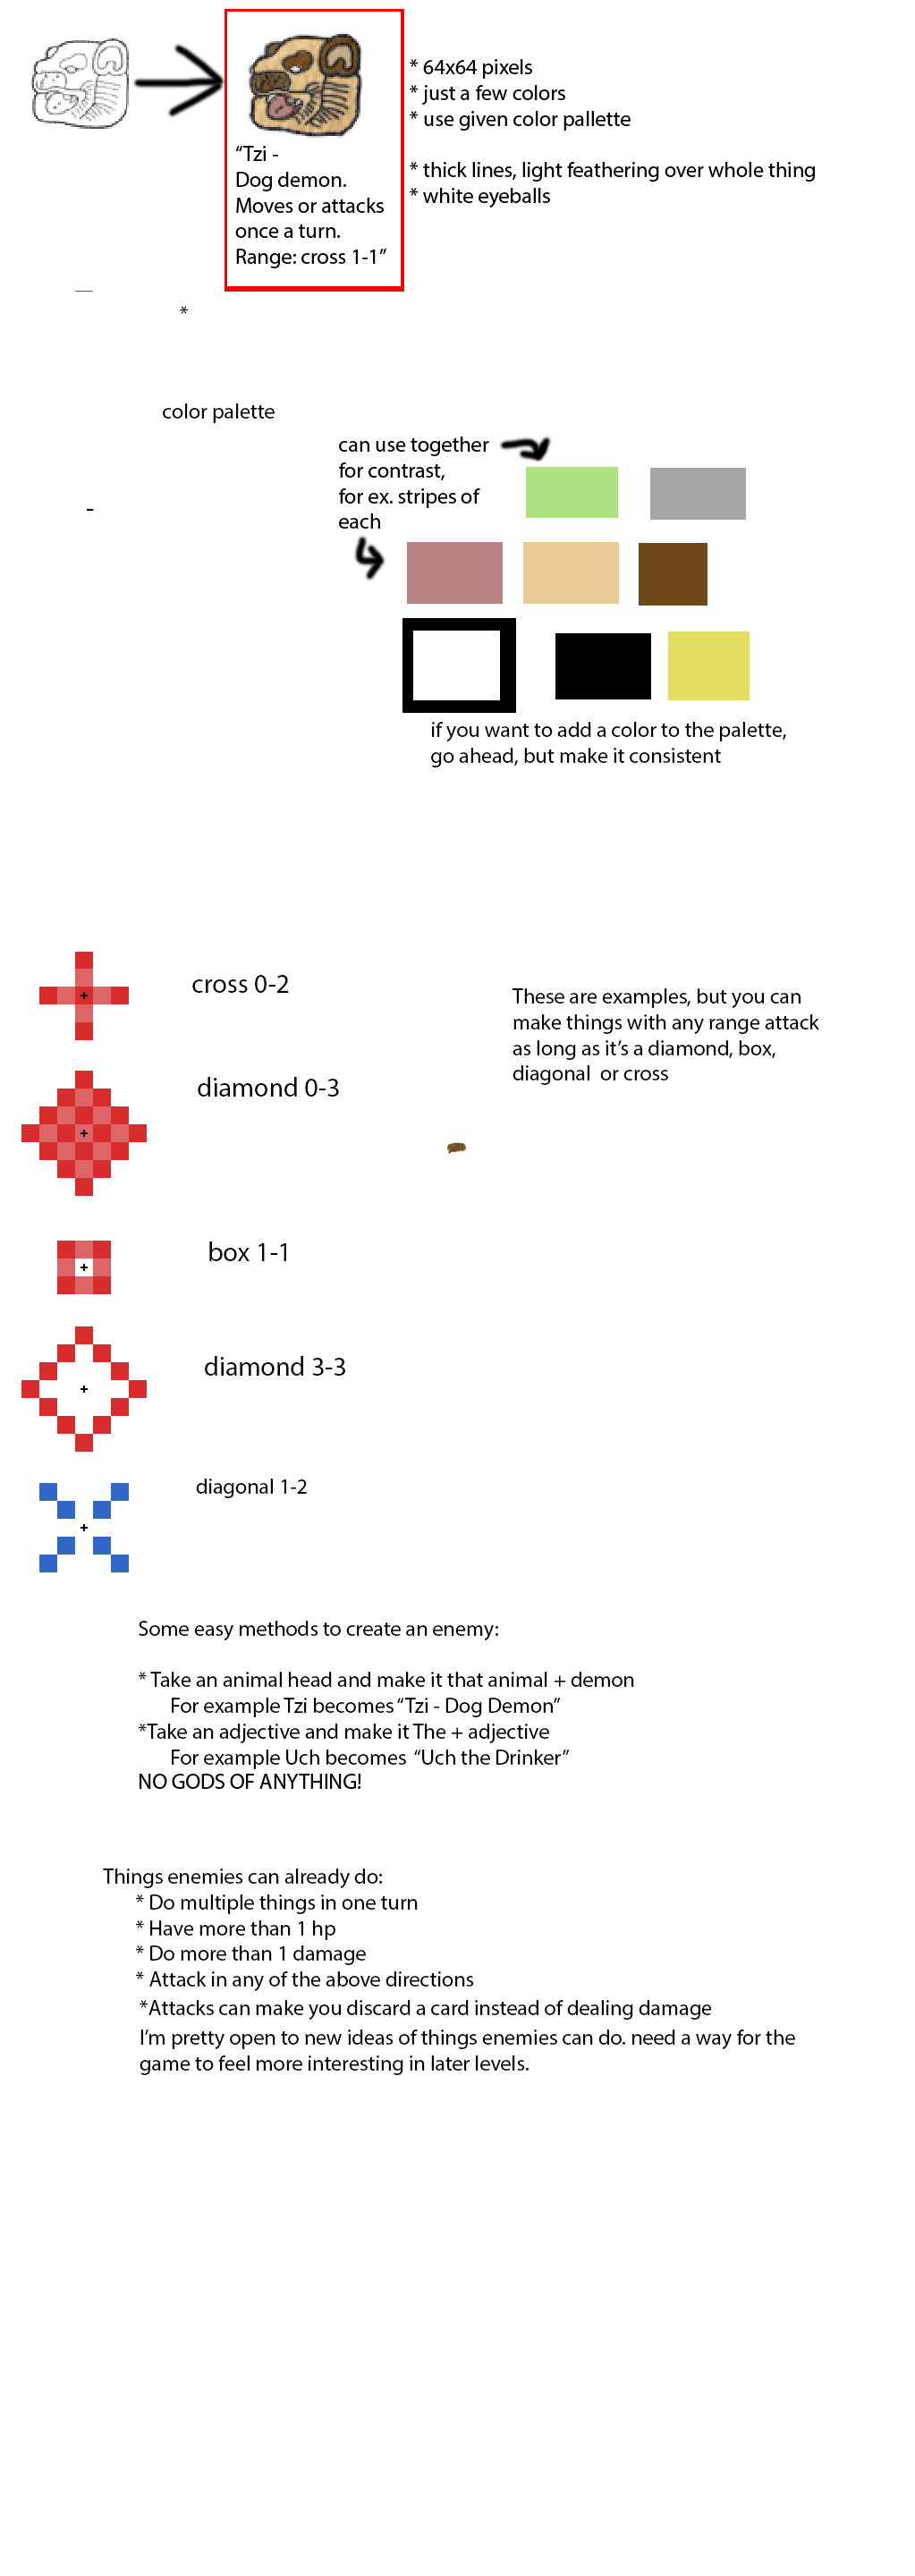 * 64x64 pixels
* just a few colors
* use given color pallette
* thick lines, light feathering over whole thing
* white eyeballs
“Tzi -
Dog demon.
Moves or attacks
once a turn.
Range: cross 1-1”
*
color palette
can use together
for contrast,
for ex. stripes of
each
-
if you want to add a color to the palette,
go ahead, but make it consistent
cross 0-2
These are examples, but you can
make things with any range attack
as long as it’s a diamond, box,
diagonal or cross
diamond 0-3
box 1-1
diamond 3-3
diagonal 1-2
Some easy methods to create an enemy:
* Take an animal head and make it that animal + demon
For example Tzi becomes “Tzi - Dog Demon”
*Take an adjective and make it The + adjective
For example Uch becomes “Uch the Drinker”
NO GODS OF ANYTHING!
Things enemies can already do:
* Do multiple things in one turn
* Have more than 1 hp
* Do more than 1 damage
* Attack in any of the above directions
*Attacks can make you discard a card instead of dealing damage
I’m pretty open to new ideas of things enemies can do. need a way for the
game to feel more interesting in later levels.